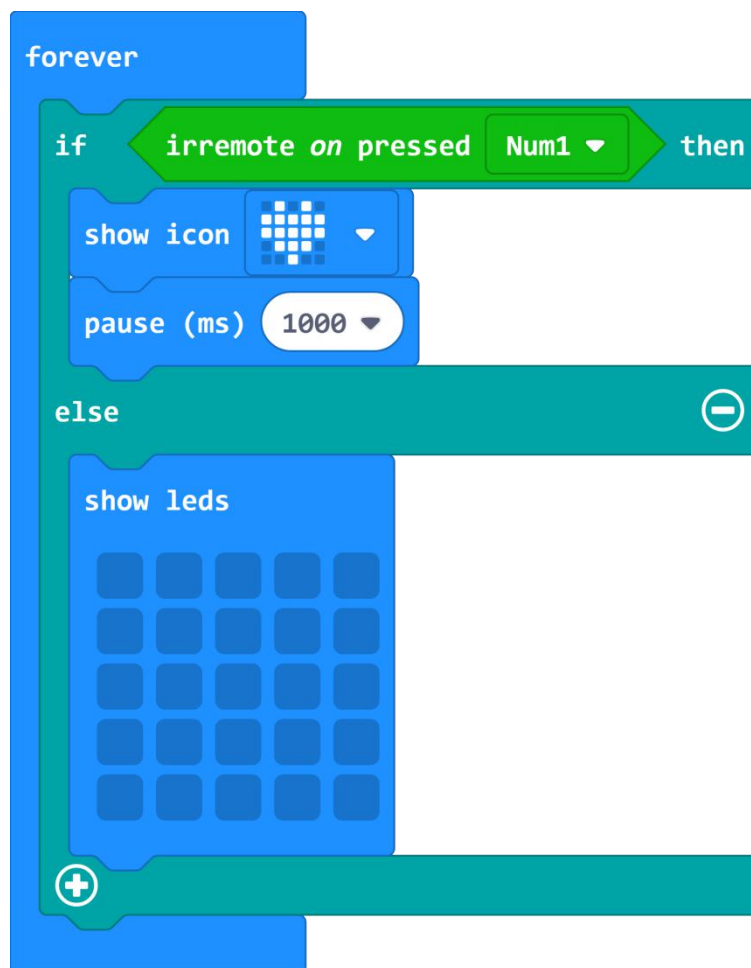 forever
if irremote on pressed Num1 then
show icon
pause (ms) 1000
else
show leds